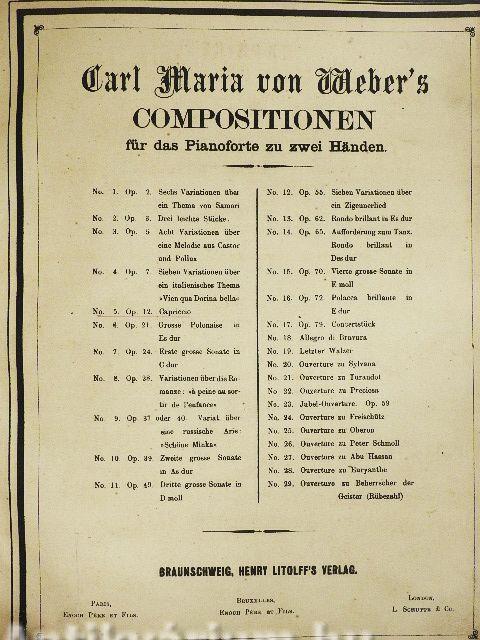 Carl Maria von Weber's
COMPOSITIONEN
für das Pianoforte zu zwei Händen.
No. 1. Op. 2. Sechs Variationen über
ein Thema von Samori
No. 2. Op. 3. Drei leichte Stücke.
No. 3. Op. 5. Acht Variationen über
eine Melodie aus Castor
und Pollux
No. 4. Op. 7. Sieben Variationen über
ein italienisches Thema
»Vien qua Dorina bella«
No. 5. Op. 12. Capriccio
No. 6. Op. 21. Grosse Polonaise in
Es dur
No. 7. Op. 24. Erste grosse Sonate in
C dur
No. 8. Op. 28. Variationen über die Ro-
manze: »à peine au sor-
tir de l'enfance«
No. 9. Op. 37 oder 40. Variat. über
eine russische Arie:
»Schöne Minka«
No. 10. Op. 39. Zweite grosse Sonate
in As dur
No. 11. Op. 49. Dritte grosse Sonate in
D moll
No. 12. Op. 55. Sieben Variationen über
ein Zigeunerlied
No. 13. Op. 62. Rondo brillant in Es dur
No. 14. Op. 65. Aufforderung zum Tanz.
Rondo brillant in
Des dur
No. 15. Op. 70. Vierte grosse Sonate in
E moll
No. 16. Op. 72. Polacca brillante in
E dur
No. 17. Op. 79. Concertstück
No. 18. Allegro di Bravura
No. 19. Letzter Walzer
No. 20. Ouverture zu Sylvana
No. 21. Ouverture zu Turandot
No. 22. Ouverture zu Preciosa
No. 23. Jubel-Ouverture. Op. 59
No. 24. Ouverture zu Freischütz
No. 25. Ouverture zu Oberon
No. 26. Ouverture zu Peter Schmoll
No. 27. Ouverture zu Abu Hassan
No. 28. Ouverture zu Euryanthe
No. 29. Ouverture zu Beherrscher der
Geister (Rübezahl)
BRAUNSCHWEIG, HENRY LITOLFF'S VERLAG.
PARIS,
ENOCH PÈRE ET FILS.
BRUXELLES,
ENOCH PÈRE ET FILS.
LONDON,
& Co.